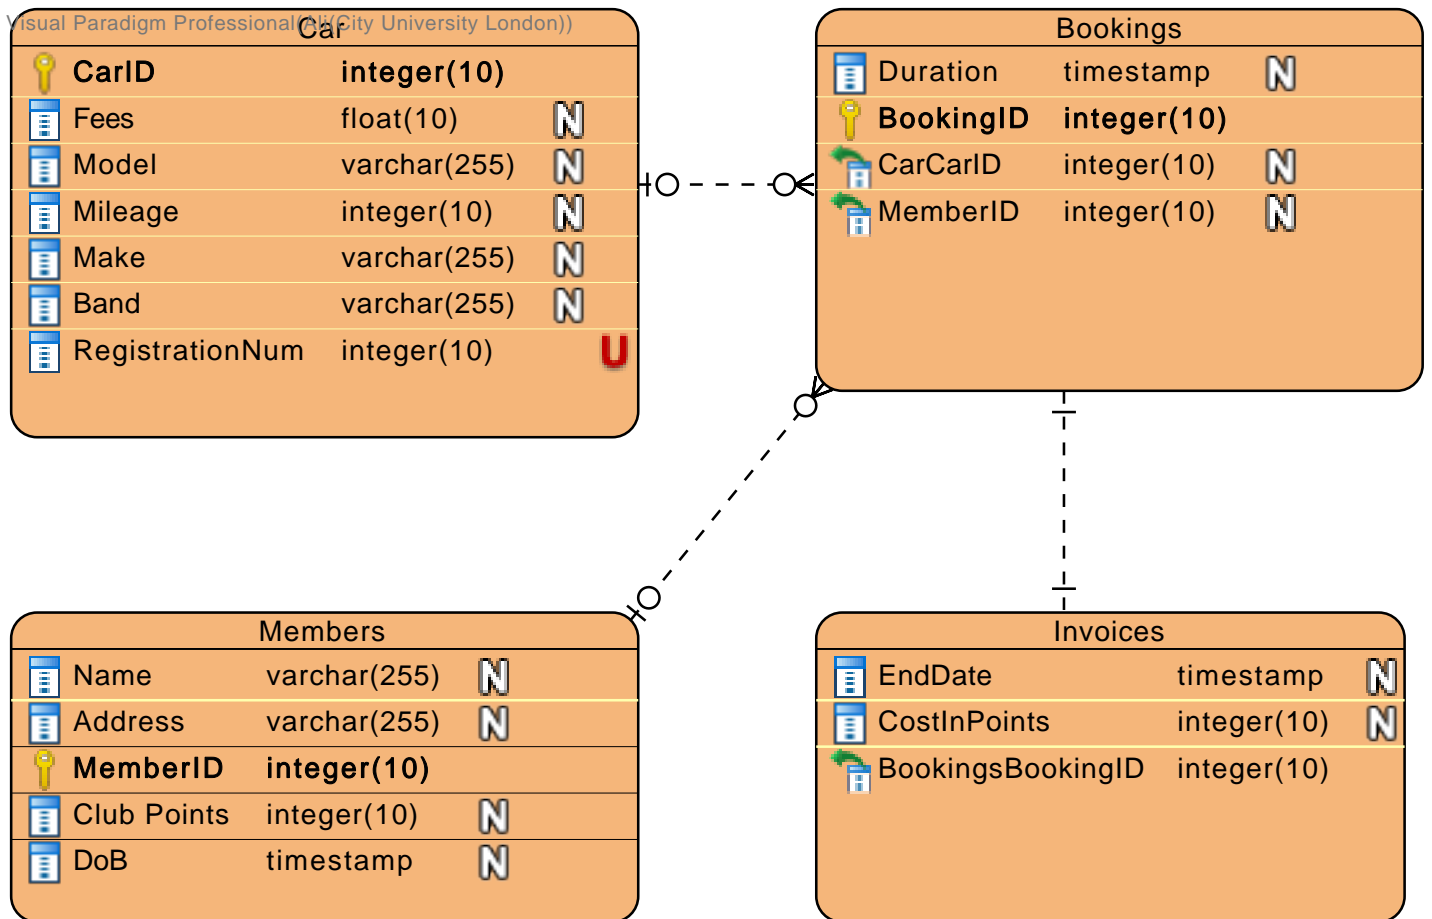 Visual Paradigm Professional(Ali(City University London))
Car
CarID integer(10)
Fees float(10) N
Model varchar(255) N
Mileage integer(10) N
Make varchar(255) N
Band varchar(255) N
RegistrationNum integer(10) U
Bookings
Duration timestamp N
BookingID integer(10)
CarCarID integer(10) N
MemberID integer(10) N
Members
Name varchar(255) N
Address varchar(255) N
MemberID integer(10)
Club Points integer(10) N
DoB timestamp N
Invoices
EndDate timestamp N
CostInPoints integer(10) N
BookingsBookingID integer(10)